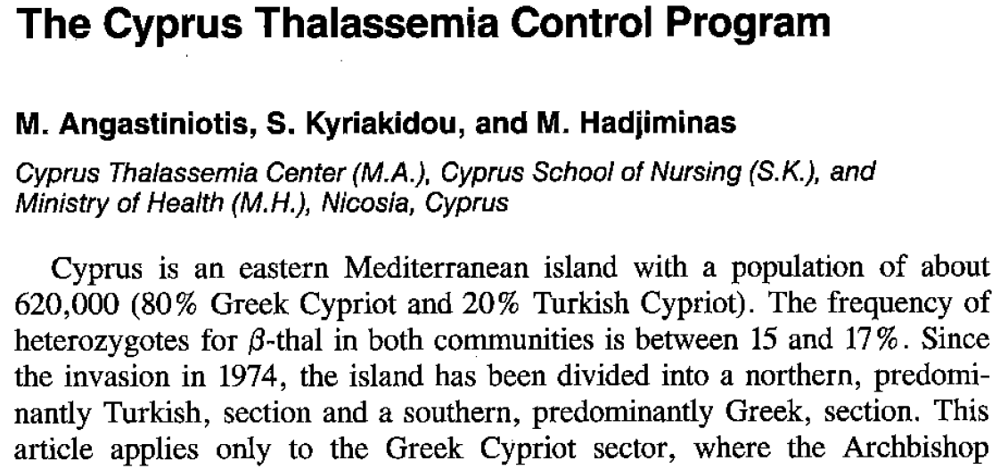 The Cyprus Thalassemia Control Program
M. Angastiniotis, S. Kyriakidou, and M. Hadjiminas
Cyprus Thalassemia Center (M.A.), Cyprus School of Nursing (S.K.), and
Ministry of Health (M.H.), Nicosia, Cyprus
Cyprus is an eastern Mediterranean island with a population of about
620,000 (80% Greek Cypriot and 20% Turkish Cypriot). The frequency of
heterozygotes for β-thal in both communities is between 15 and 17%. Since
the invasion in 1974, the island has been divided into a northern, predomi-
nantly Turkish, section and a southern, predominantly Greek, section. This
article applies only to the Greek Cypriot sector, where the Archbishop